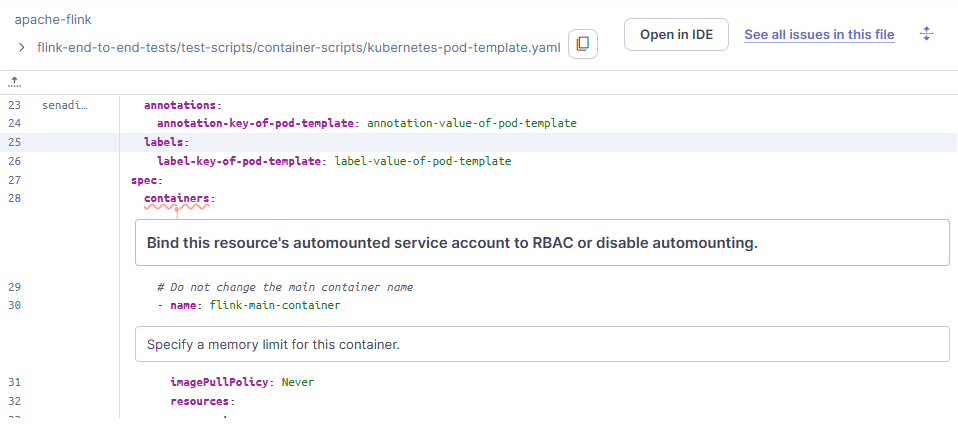 apache-flink
flink-end-to-end-tests/test-scripts/container-scripts/kubernetes-pod-template.yaml
Open in IDE
See all issues in this file
23 senadi… annotations:
24 annotation-key-of-pod-template: annotation-value-of-pod-template
25 labels:
26 label-key-of-pod-template: label-value-of-pod-template
27 spec:
28 containers:
Bind this resource's automounted service account to RBAC or disable automounting.
29 # Do not change the main container name
30 - name: flink-main-container
Specify a memory limit for this container.
31 imagePullPolicy: Never
32 resources: